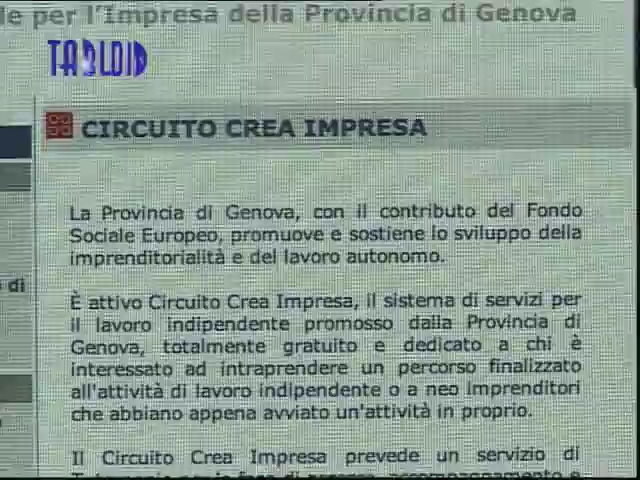 le per l'Impresa della Provincia di Genova
TABLOID
CIRCUITO CREA IMPRESA
La Provincia di Genova, con il contributo del Fondo
Sociale Europeo, promuove e sostiene lo sviluppo della
imprenditorialità e del lavoro autonomo.
di
È attivo Circuito Crea Impresa, il sistema di servizi per
il lavoro indipendente promosso dalla Provincia di
Genova, totalmente gratuito e dedicato a chi è
interessato ad intraprendere un percorso finalizzato
all'attività di lavoro indipendente o a neo imprenditori
che abbiano appena avviato un'attività in proprio.
Il Circuito Crea Impresa prevede un servizio di